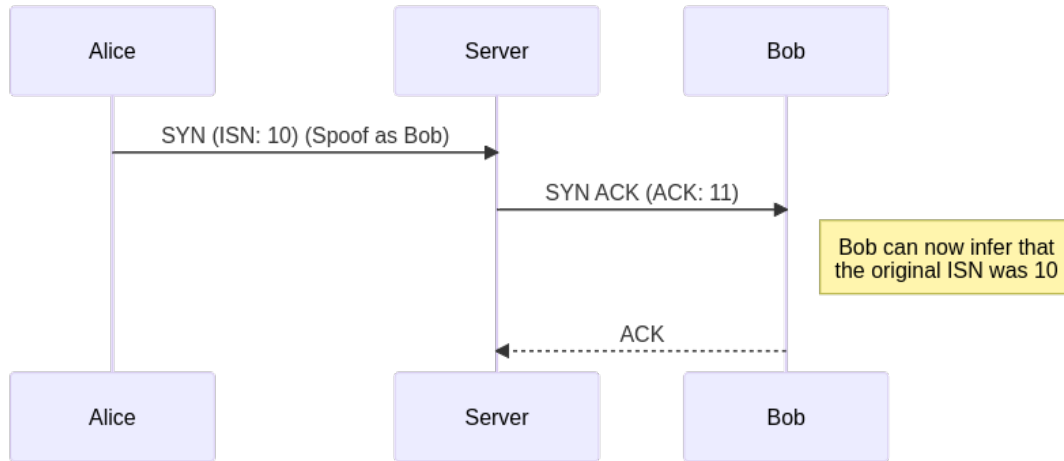 Alice
Server
Bob
SYN (ISN: 10) (Spoof as Bob)
SYN ACK (ACK: 11)
Bob can now infer that
the original ISN was 10
ACK
Alice
Server
Bob